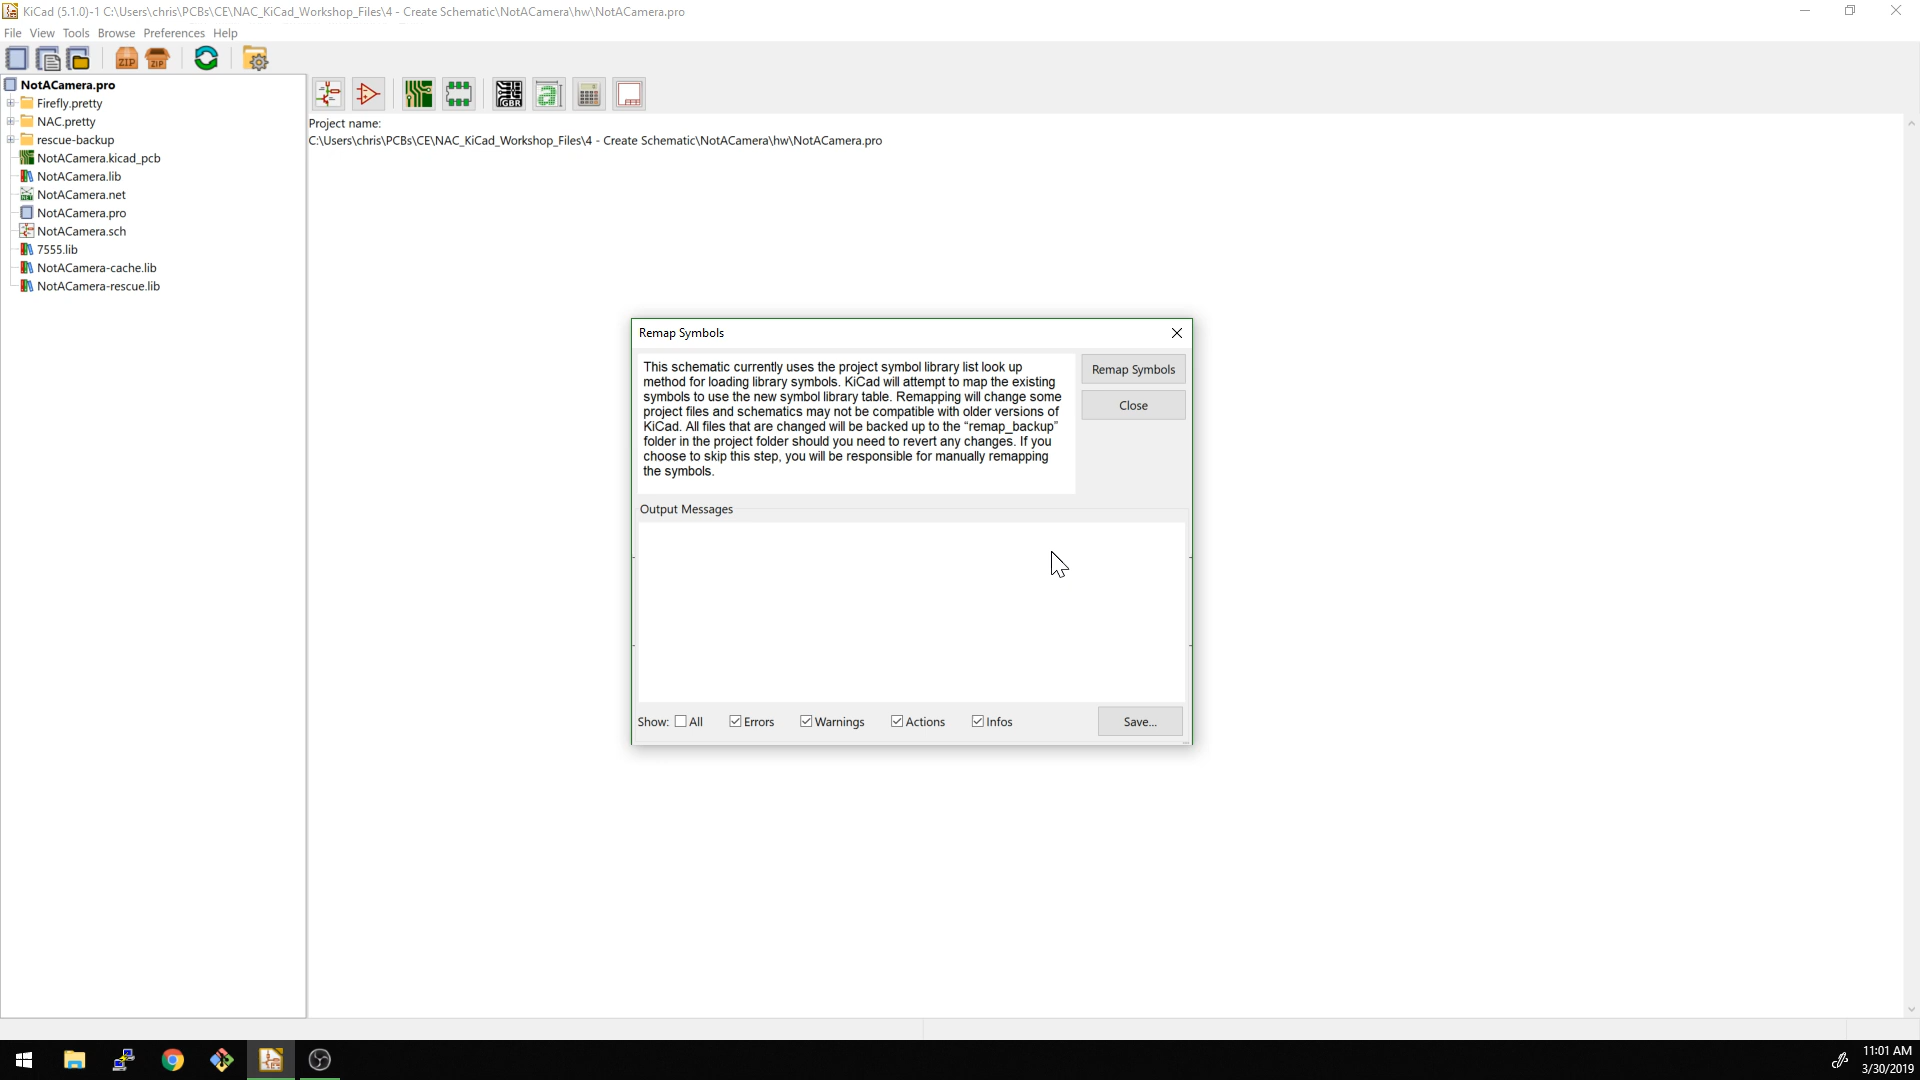 KiCad (5.1.0)-1 C:\Users\chris\PCBs\CE\NAC_KiCad_Workshop_Files\4 - Create Schematic\NotACamera\hw\NotACamera.pro
File View Tools Browse Preferences Help
ZIP ZIP
NotACamera.pro
Firefly.pretty
NAC.pretty
rescue-backup
NotACamera.kicad_pcb
NotACamera.lib
NotACamera.net
NotACamera.pro
NotACamera.sch
7555.lib
NotACamera-cache.lib
NotACamera-rescue.lib
GBR a
Project name:
C:\Users\chris\PCBs\CE\NAC_KiCad_Workshop_Files\4 - Create Schematic\NotACamera\hw\NotACamera.pro
Remap Symbols
This schematic currently uses the project symbol library list look up
method for loading library symbols. KiCad will attempt to map the existing
symbols to use the new symbol library table. Remapping will change some
project files and schematics may not be compatible with older versions of
KiCad. All files that are changed will be backed up to the "remap_backup"
folder in the project folder should you need to revert any changes. If you
choose to skip this step, you will be responsible for manually remapping
the symbols.
Remap Symbols
Close
Output Messages
Show: All Errors Warnings Actions Infos Save...
11:01 AM
3/30/2019